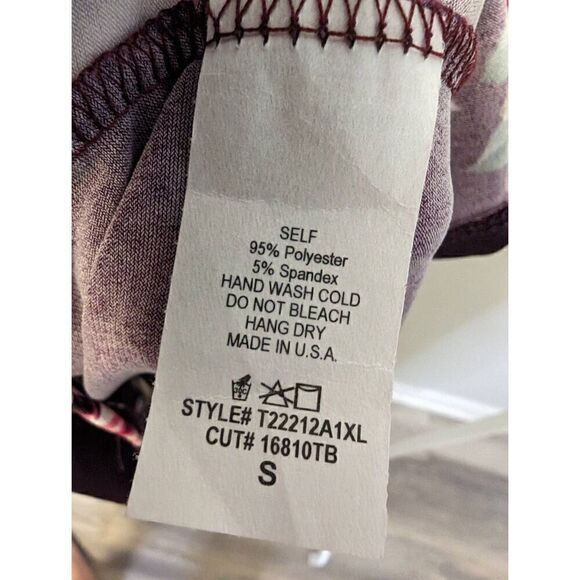 SELF
95% Polyester
5% Spandex
HAND WASH COLD
DO NOT BLEACH
HANG DRY
MADE IN U.S.A.
STYLE# T22212A1XL
CUT# 16810TB
S